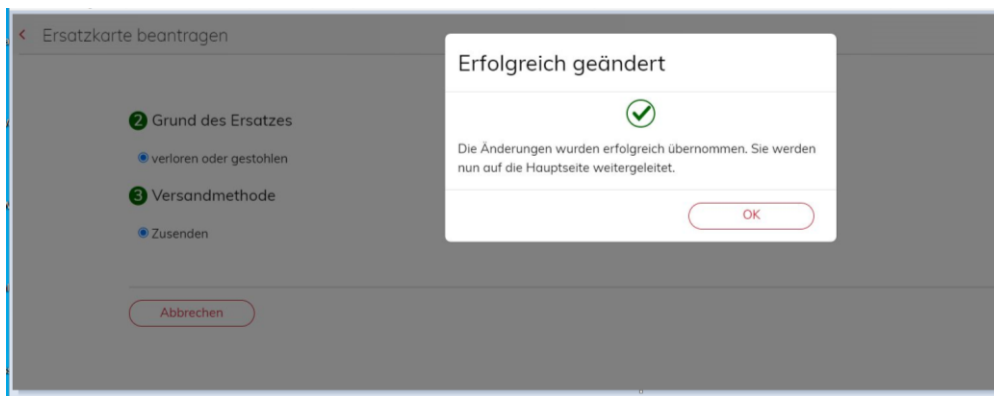 Ersatzkarte beantragen
Erfolgreich geändert
Die Änderungen wurden erfolgreich übernommen. Sie werden
nun auf die Hauptseite weitergeleitet.
OK
2 Grund des Ersatzes
verloren oder gestohlen
3 Versandmethode
Zusenden
Abbrechen